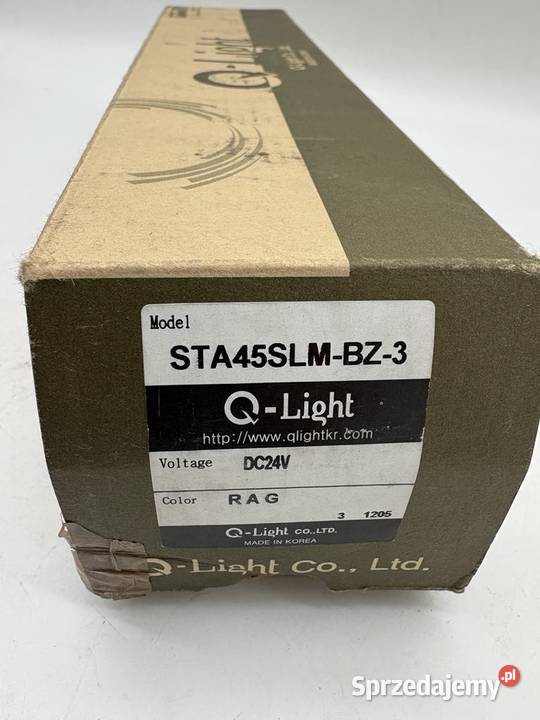 Q-Light
Model
STA45SLM-BZ-3
Q-Light
http://www.qlightkr.com
Voltage DC24V
Color RAG
3 1205
Q-Light CO.,LTD.
MADE IN KOREA
Q-Light Co., Ltd.
Sprzedajemy.pl